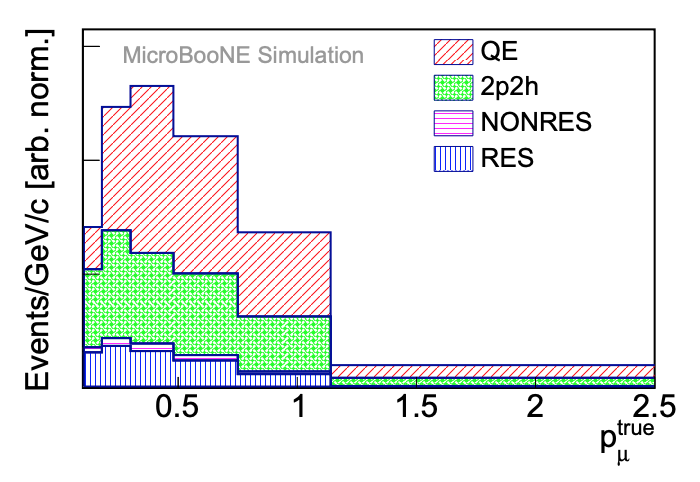 MicroBooNE Simulation
QE
2p2h
NONRES
RES
Events/GeV/c [arb. norm.]
0.5
1
1.5
2
2.5
p_μ^true